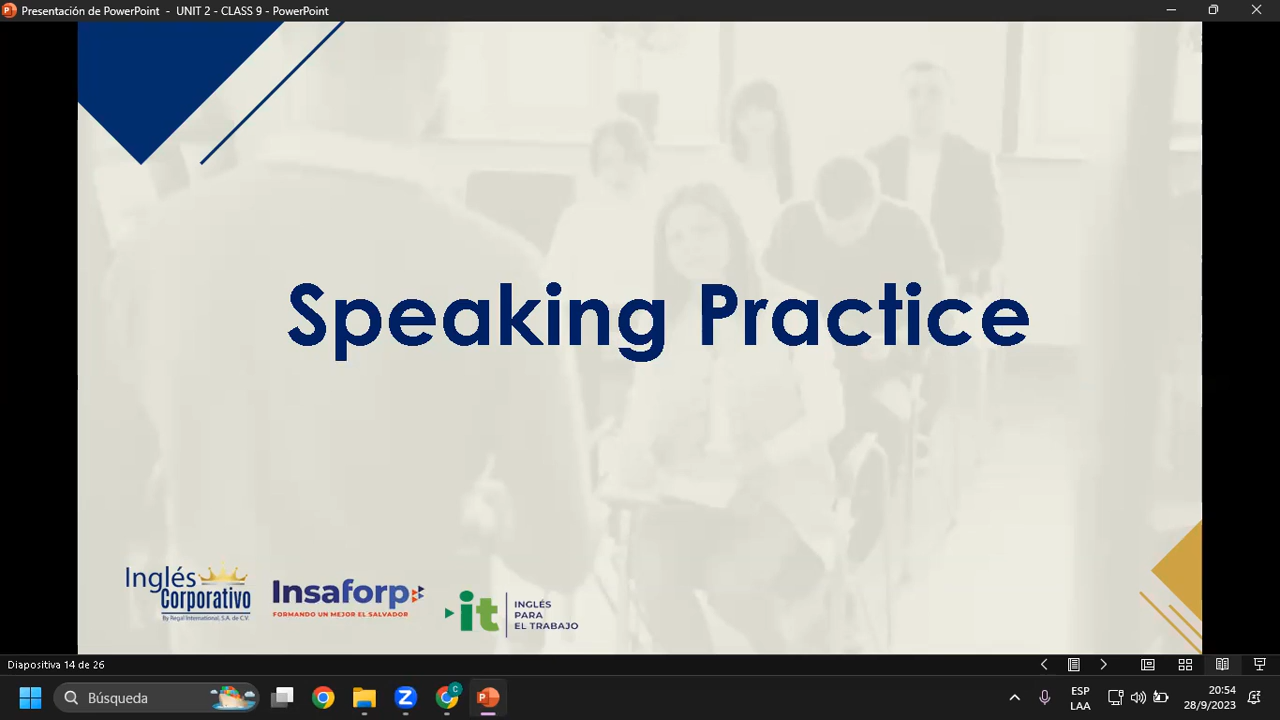 Presentación de PowerPoint - UNIT 2 - CLASS 9 - PowerPoint
Speaking Practice
Inglés
Corporativo
By Regal International, S.A. de C.V.
Insaforp
FORMANDO UN MEJOR EL SALVADOR
it
INGLÉS
PARA
EL TRABAJO
Diapositiva 14 de 26
Búsqueda
C
ESP
LAA
20:54
28/9/2023